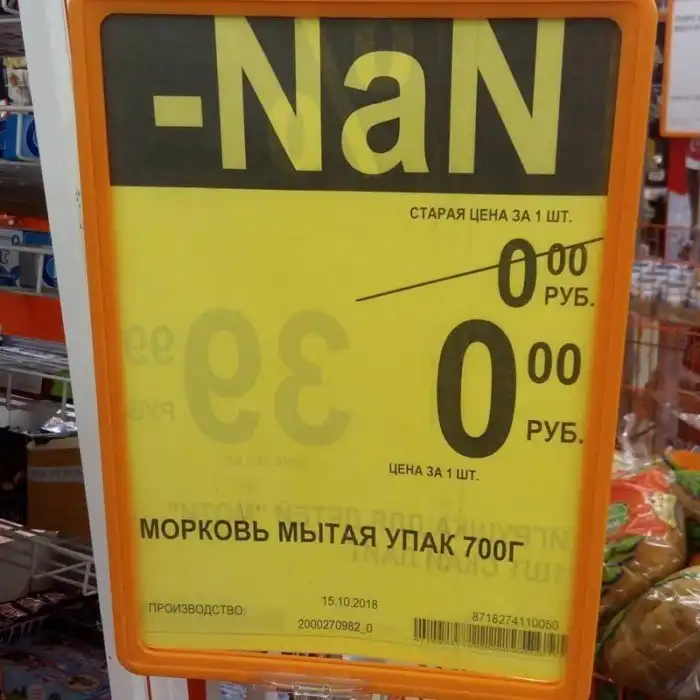 -NaN
СТАРАЯ ЦЕНА ЗА 1 ШТ.
0 00
РУБ.
0 00
РУБ.
ЦЕНА ЗА 1 ШТ.
МОРКОВЬ МЫТАЯ УПАК 700Г
15.10.2018
ПРОИЗВОДСТВО:
2000270982_0
8718274110050